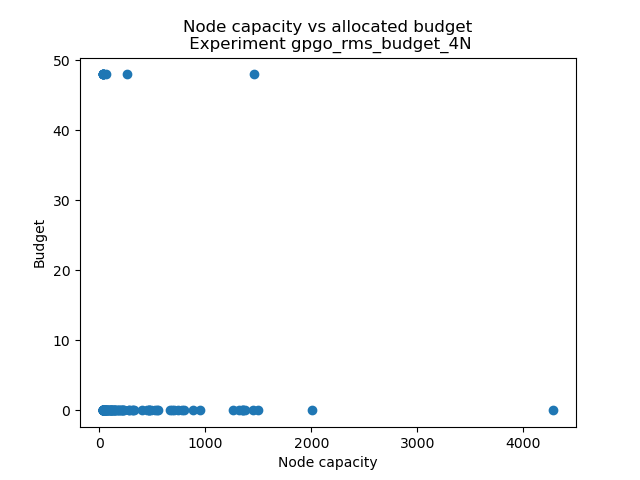 Node capacity vs allocated budget
Experiment gpgo_rms_budget_4N
50
40
30
20
10
0
Budget
0 1000 2000 3000 4000
Node capacity